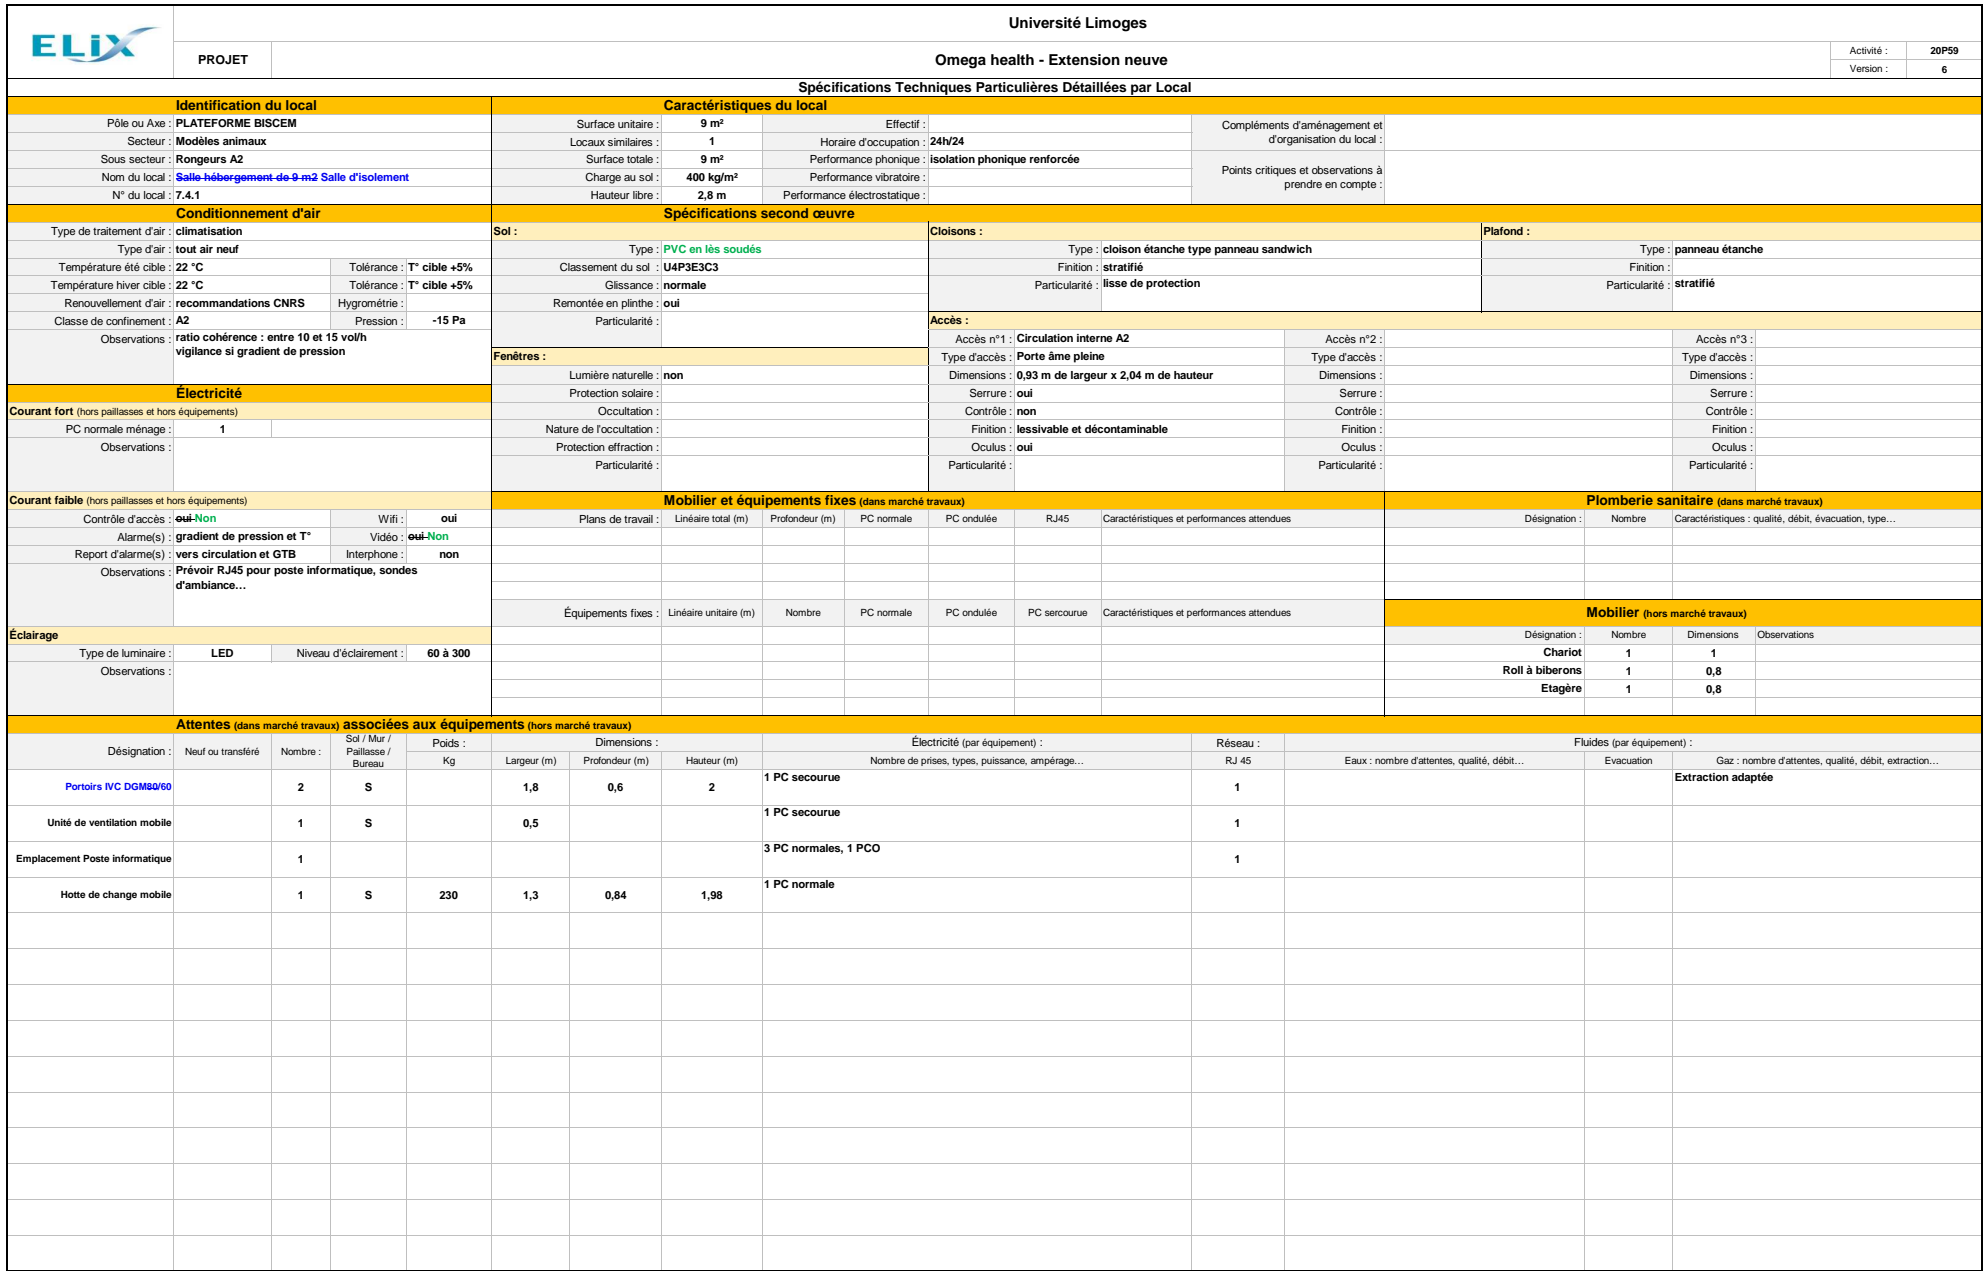 ELiX
Université Limoges
PROJET
Omega health - Extension neuve
Activité : 20P59
Version : 6
Spécifications Techniques Particulières Détaillées par Local
Identification du local
Pôle ou Axe : PLATEFORME BISCEM
Secteur : Modèles animaux
Sous secteur : Rongeurs A2
Nom du local : Salle hébergement de 9 m2 Salle d'isolement
N° du local : 7.4.1
Caractéristiques du local
Surface unitaire : 9 m²
Locaux similaires : 1
Surface totale : 9 m²
Charge au sol : 400 kg/m²
Hauteur libre : 2,8 m
Effectif :
Horaire d'occupation : 24h/24
Performance phonique : isolation phonique renforcée
Performance vibratoire :
Performance électrostatique :
Compléments d'aménagement et
d'organisation du local :
Points critiques et observations à
prendre en compte :
Conditionnement d'air
Type de traitement d'air : climatisation
Type d'air : tout air neuf
Température été cible : 22 °C Tolérance : T° cible +5%
Température hiver cible : 22 °C Tolérance : T° cible +5%
Renouvellement d'air : recommandations CNRS Hygrométrie :
Classe de confinement : A2 Pression : -15 Pa
Observations : ratio cohérence : entre 10 et 15 vol/h
vigilance si gradient de pression
Spécifications second œuvre
Sol :
Type : PVC en lès soudés
Classement du sol : U4P3E3C3
Glissance : normale
Remontée en plinthe : oui
Particularité :
Cloisons :
Type : cloison étanche type panneau sandwich
Finition : stratifié
Particularité : lisse de protection
Plafond :
Type : panneau étanche
Finition :
Particularité : stratifié
Fenêtres :
Lumière naturelle : non
Protection solaire :
Occultation :
Nature de l'occultation :
Protection effraction :
Particularité :
Accès :
Accès n°1 : Circulation interne A2 Accès n°2 : Accès n°3 :
Type d'accès : Porte âme pleine Type d'accès : Type d'accès :
Dimensions : 0,93 m de largeur x 2,04 m de hauteur Dimensions : Dimensions :
Serrure : oui Serrure : Serrure :
Contrôle : non Contrôle : Contrôle :
Finition : lessivable et décontaminable Finition : Finition :
Oculus : oui Oculus : Oculus :
Particularité : Particularité : Particularité :
Électricité
Courant fort (hors paillasses et hors équipements)
PC normale ménage : 1
Observations :
Courant faible (hors paillasses et hors équipements)
Contrôle d'accès : oui Non Wifi : oui
Alarme(s) : gradient de pression et T° Vidéo : oui Non
Report d'alarme(s) : vers circulation et GTB Interphone : non
Observations : Prévoir RJ45 pour poste informatique, sondes
d'ambiance…
Éclairage
Type de luminaire : LED Niveau d'éclairement : 60 à 300
Observations :
Mobilier et équipements fixes (dans marché travaux)
Plans de travail : Linéaire total (m) Profondeur (m) PC normale PC ondulée RJ45 Caractéristiques et performances attendues
Équipements fixes : Linéaire unitaire (m) Nombre PC normale PC ondulée PC sercourue Caractéristiques et performances attendues
Plomberie sanitaire (dans marché travaux)
Désignation : Nombre Caractéristiques : qualité, débit, évacuation, type…
Mobilier (hors marché travaux)
Désignation : Nombre Dimensions Observations
Chariot 1 1
Roll à biberons 1 0,8
Etagère 1 0,8
Attentes (dans marché travaux) associées aux équipements (hors marché travaux)
Désignation : Neuf ou transféré Nombre : Sol / Mur / Paillasse / Bureau Poids : Dimensions : Électricité (par équipement) : Réseau : Fluides (par équipement) :
Kg Largeur (m) Profondeur (m) Hauteur (m) Nombre de prises, types, puissance, ampérage… RJ 45 Eaux : nombre d'attentes, qualité, débit… Evacuation Gaz : nombre d'attentes, qualité, débit, extraction…
Portoirs IVC DGM80/60 2 S 1,8 0,6 2 1 PC secourue 1 Extraction adaptée
Unité de ventilation mobile 1 S 0,5 1 PC secourue 1
Emplacement Poste informatique 1 3 PC normales, 1 PCO 1
Hotte de change mobile 1 S 230 1,3 0,84 1,98 1 PC normale